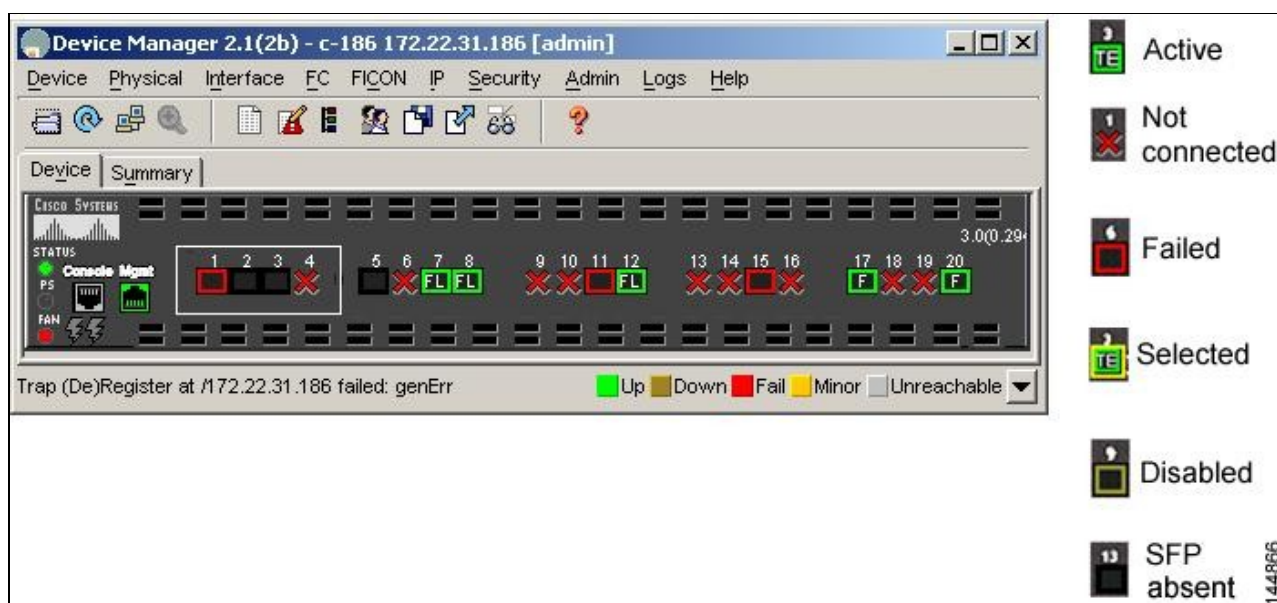 Device Manager 2.1(2b) - c-186 172.22.31.186 [admin]
Device Physical Interface FC FICON IP Security Admin Logs Help
Device Summary
CISCO SYSTEMS
3.0(0.29
STATUS
Console Mgmt
PS
FAN
1 2 3 4 5 6 7 8 9 10 11 12 13 14 15 16 17 18 19 20
FL FL FL F F
Trap (De)Register at /172.22.31.186 failed: genErr
Up Down Fail Minor Unreachable
TE
Active
1
Not
connected
6
Failed
TE
Selected
9
Disabled
13
SFP
absent
144866